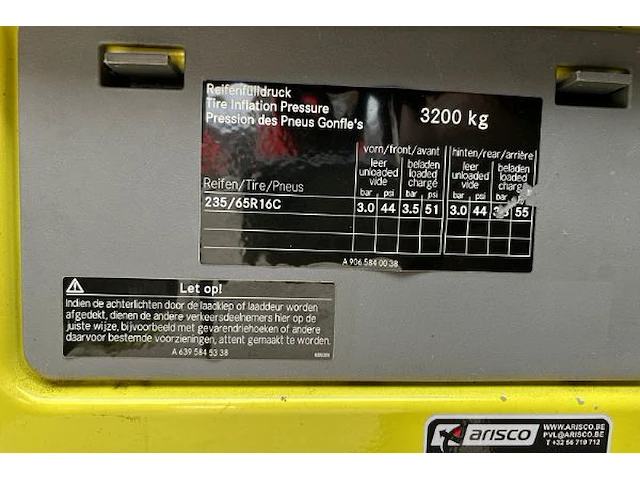 Reifenfülldruck
Tire Inflation Pressure
Pression des Pneus Gonfle's
3200 kg
vorn/front/avant hinten/rear/arrière
leer unloaded vide beladen loaded chargé leer unloaded vide beladen loaded chargé
Reifen/Tire/Pneus bar psi bar psi bar psi bar psi
235/65R16C 3.0 44 3.5 51 3.0 44 55
A 906 584 00 38
Let op!
Indien de achterlichten door de laadklep of laaddeur worden
afgedekt, dienen de andere verkeersdeelnemers hier op de
juiste wijze, bijvoorbeeld met gevarendriehoeken of andere
daarvoor bestemde voorzieningen, attent gemaakt te worden.
A 639 584 53 38
arisco
WWW.ARISCO.BE
PVL@ARISCO.BE
T +32 56 710 712